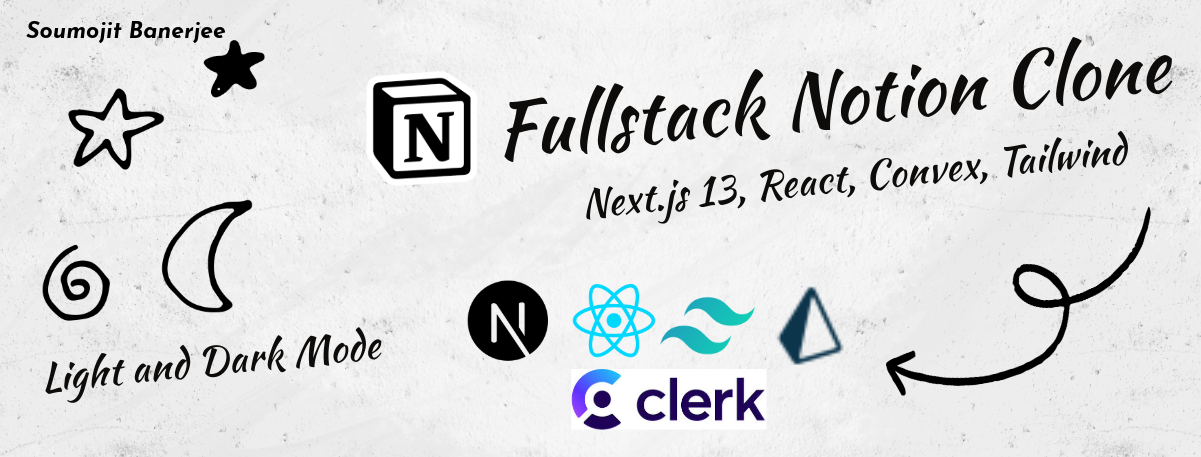 Soumojit Banerjee
N
Fullstack Notion Clone
Next.js 13, React, Convex, Tailwind
N
clerk
Light and Dark Mode